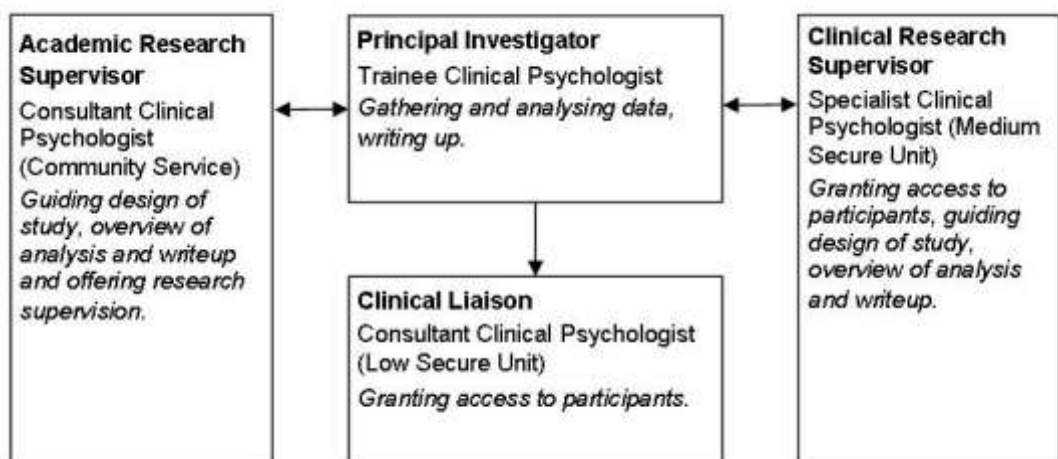 Academic Research
Supervisor
Consultant Clinical
Psychologist
(Community Service)
Guiding design of
study, overview of
analysis and writeup
and offering research
supervision.
Principal Investigator
Trainee Clinical Psychologist
Gathering and analysing data,
writing up.
Clinical Liaison
Consultant Clinical Psychologist
(Low Secure Unit)
Granting access to participants.
Clinical Research
Supervisor
Specialist Clinical
Psychologist (Medium
Secure Unit)
Granting access to
participants, guiding
design of study,
overview of analysis
and writeup.